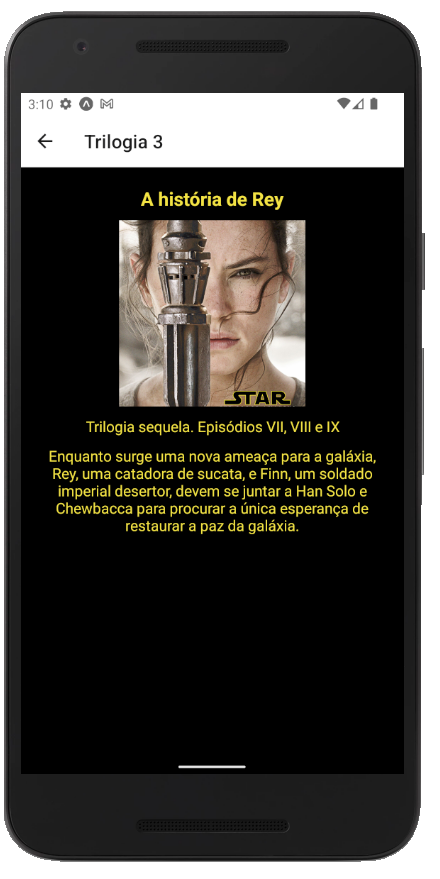 3:10
Trilogia 3
A história de Rey
STAR
Trilogia sequela. Episódios VII, VIII e IX
Enquanto surge uma nova ameaça para a galáxia,
Rey, uma catadora de sucata, e Finn, um soldado
imperial desertor, devem se juntar a Han Solo e
Chewbacca para procurar a única esperança de
restaurar a paz da galáxia.